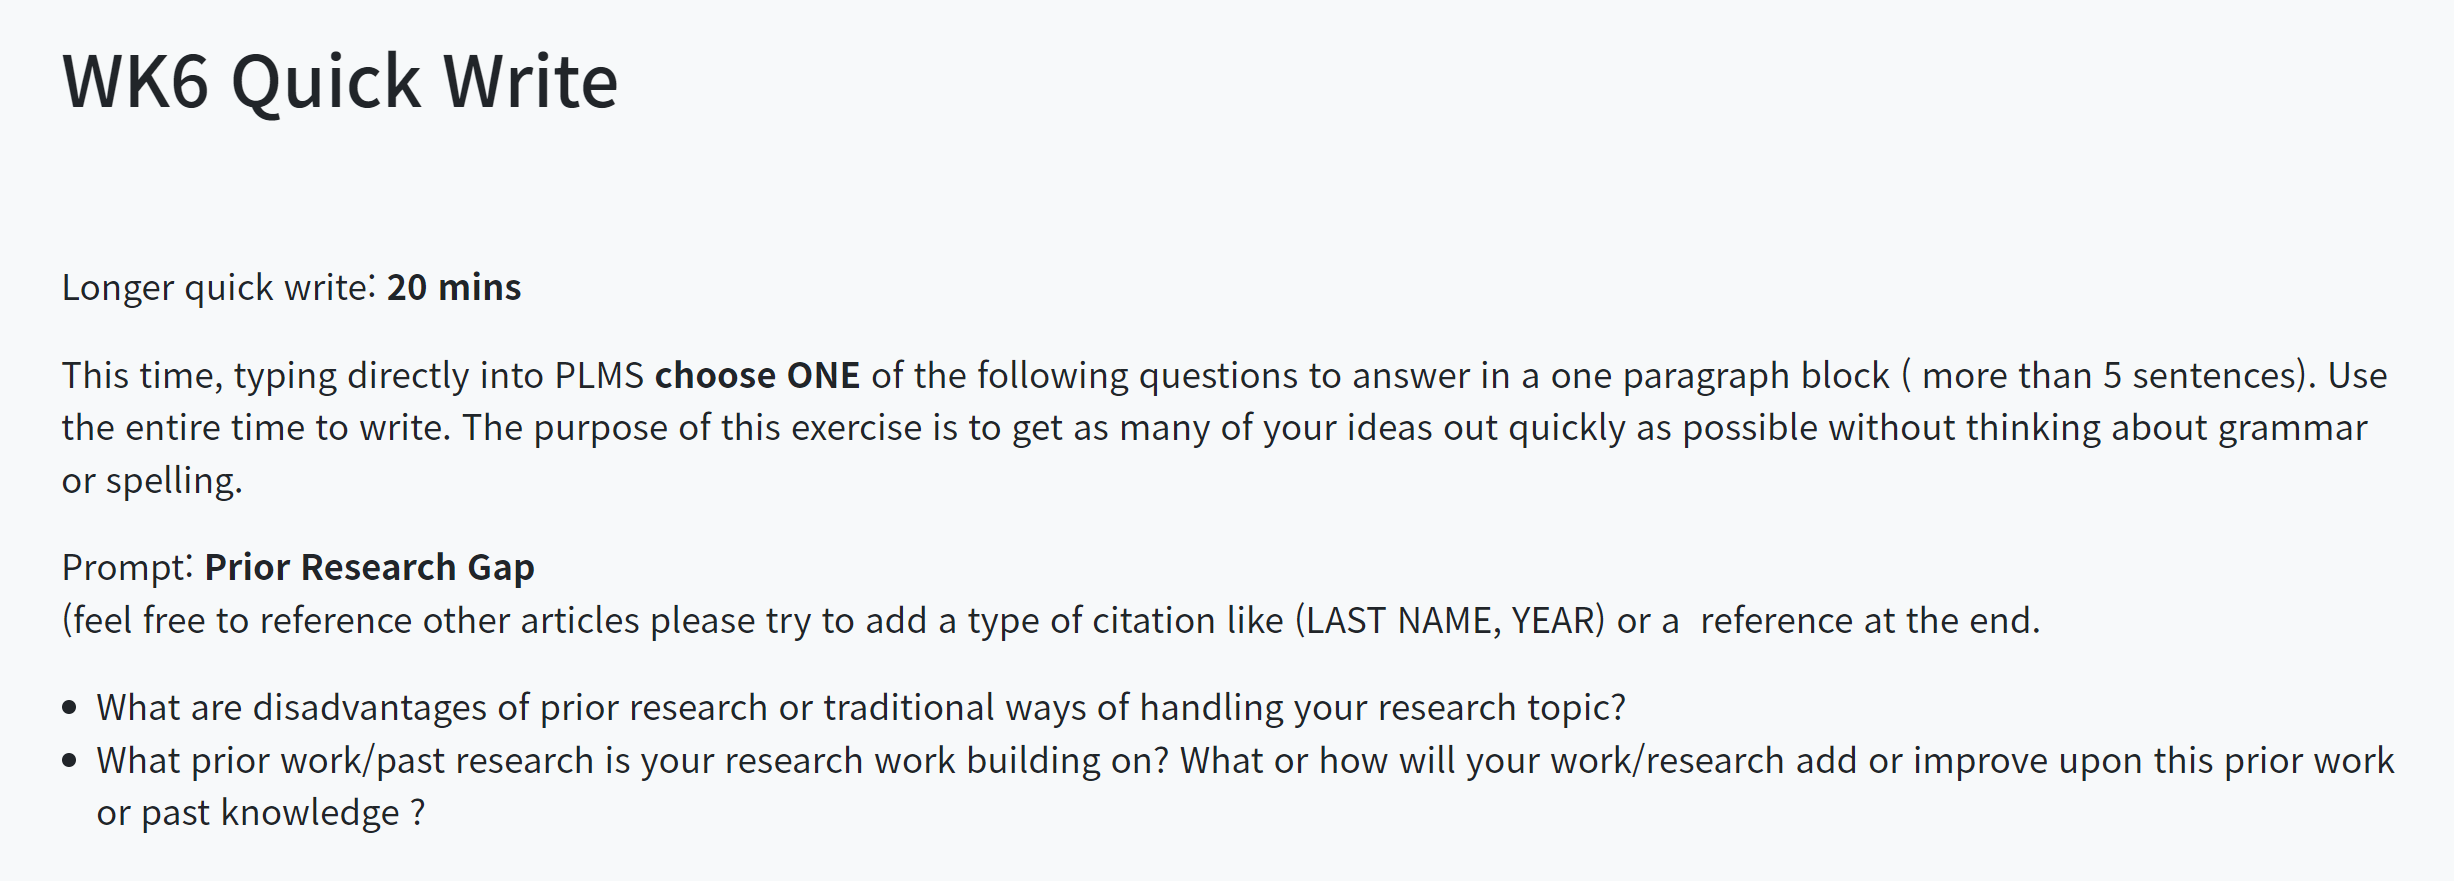 WK6 Quick Write
Longer quick write: 20 mins
This time, typing directly into PLMS choose ONE of the following questions to answer in a one paragraph block ( more than 5 sentences). Use
the entire time to write. The purpose of this exercise is to get as many of your ideas out quickly as possible without thinking about grammar
or spelling.
Prompt: Prior Research Gap
(feel free to reference other articles please try to add a type of citation like (LAST NAME, YEAR) or a  reference at the end.
• What are disadvantages of prior research or traditional ways of handling your research topic?
• What prior work/past research is your research work building on? What or how will your work/research add or improve upon this prior work
or past knowledge ?